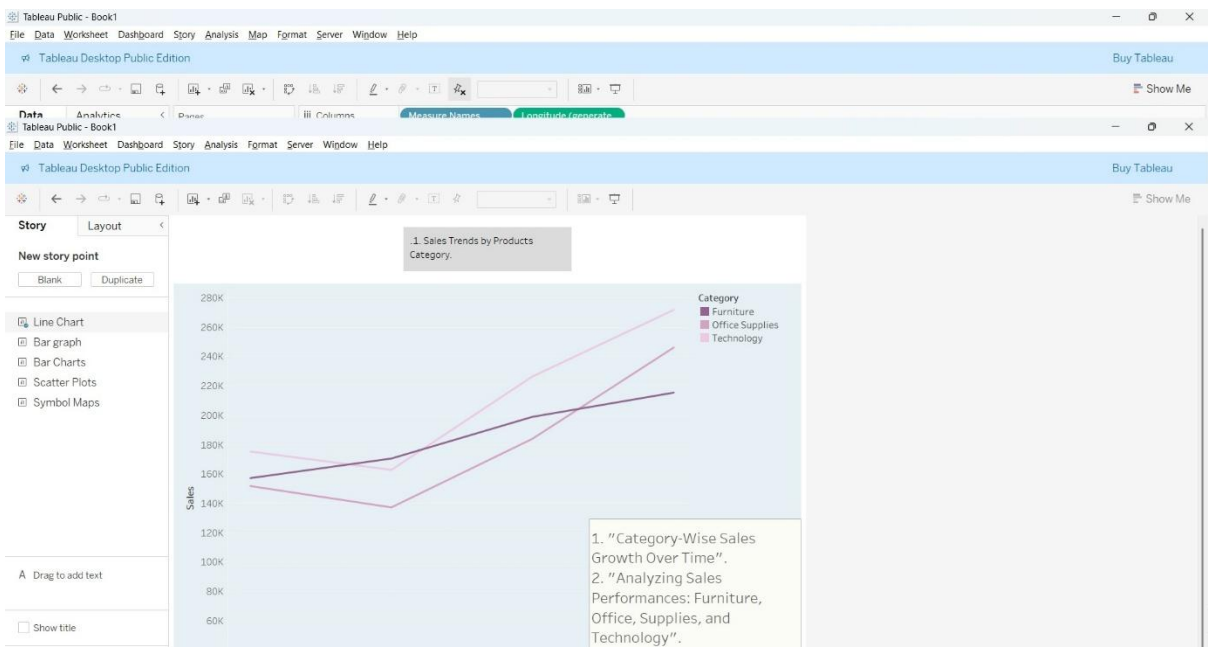 Tableau Public - Book1
File Data Worksheet Dashboard Story Analysis Map Format Server Window Help
Tableau Desktop Public Edition Buy Tableau
Show Me
Data Analytics Pages Columns Measure Names Longitude (generate
Tableau Public - Book1
File Data Worksheet Dashboard Story Analysis Format Server Window Help
Tableau Desktop Public Edition Buy Tableau
Show Me
Story Layout
New story point
Blank Duplicate
Line Chart
Bar graph
Bar Charts
Scatter Plots
Symbol Maps
A Drag to add text
Show title
.1. Sales Trends by Products
Category.
280K
260K
240K
220K
200K
180K
160K
140K
120K
100K
80K
60K
Sales
Category
Furniture
Office Supplies
Technology
1. "Category-Wise Sales
Growth Over Time".
2. "Analyzing Sales
Performances: Furniture,
Office, Supplies, and
Technology".